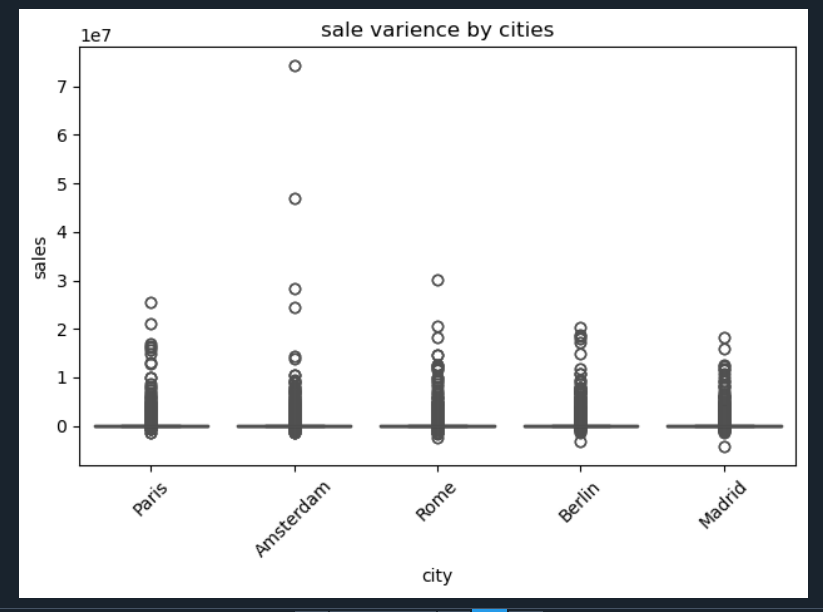 sale varience by cities
1e7
7
6
5
4
3
2
1
0
sales
Paris
Amsterdam
Rome
Berlin
Madrid
city